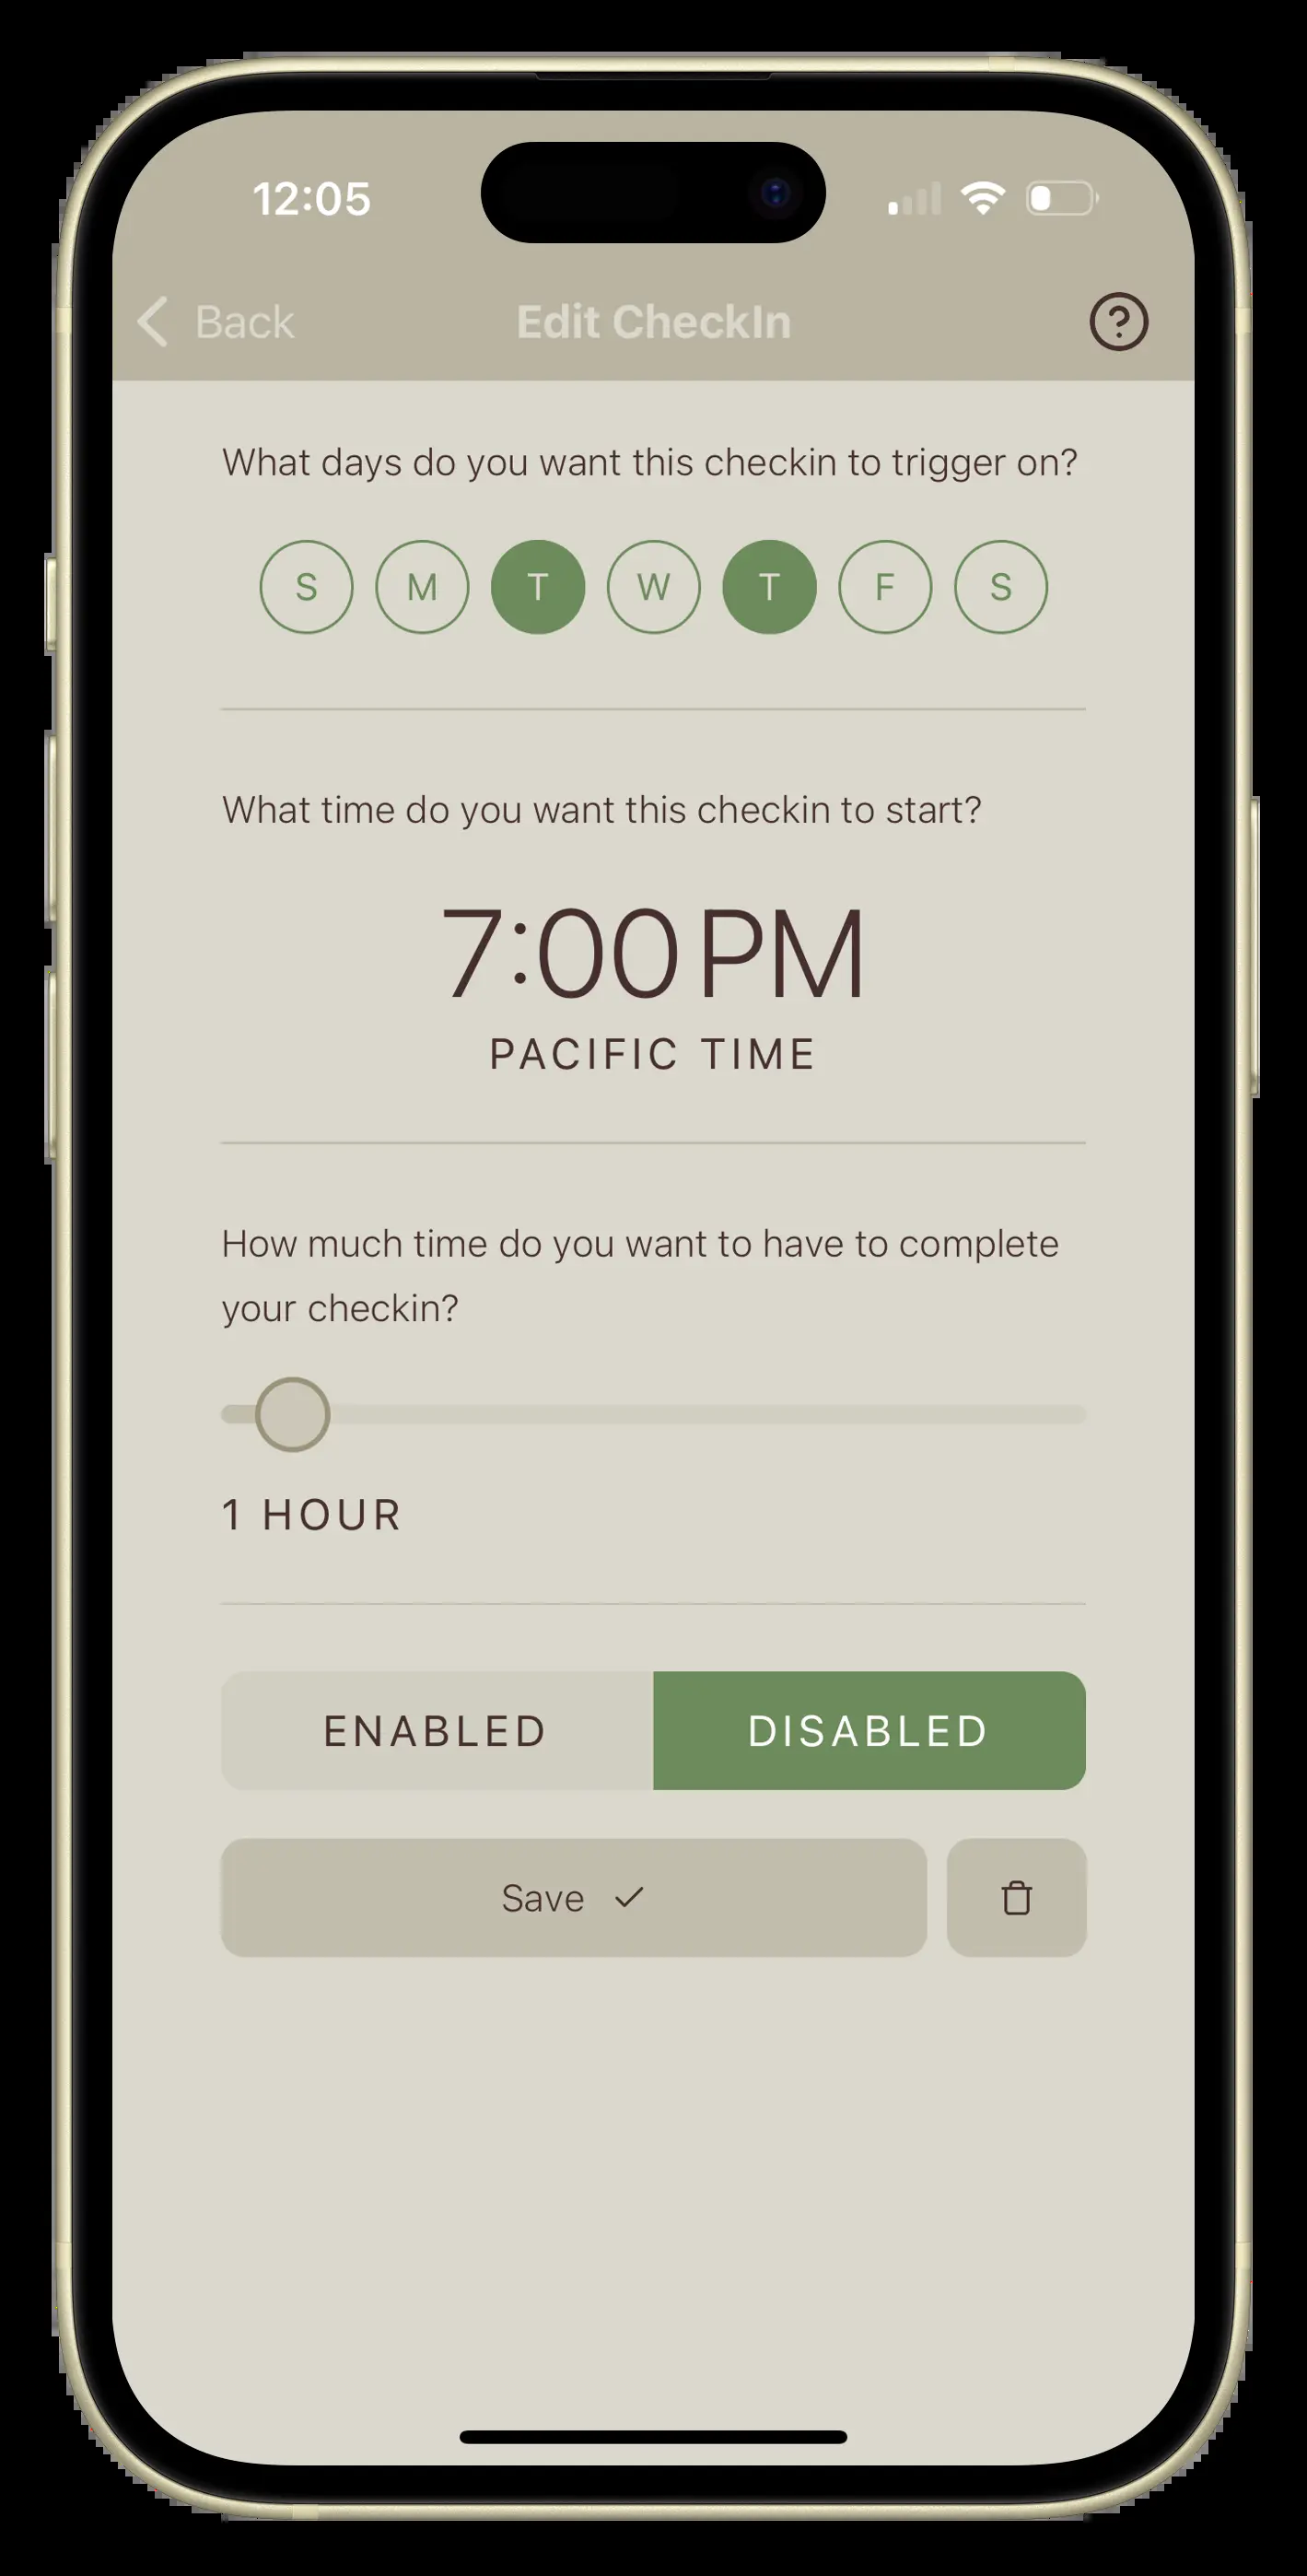 12:05
Back Edit CheckIn
What days do you want this checkin to trigger on?
S M T W T F S
What time do you want this checkin to start?
7:00 PM
PACIFIC TIME
How much time do you want to have to complete
your checkin?
1 HOUR
ENABLED DISABLED
Save